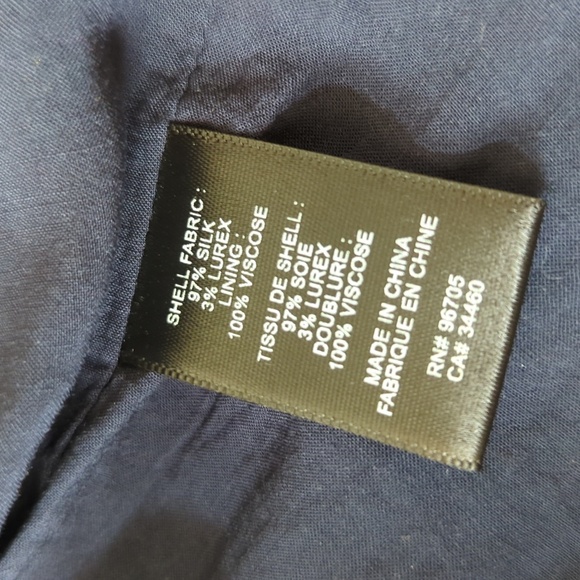 SHELL FABRIC :
97% SILK
3% LUREX
LINING :
100% VISCOSE
TISSU DE SHELL :
97% SOIE
3% LUREX
DOUBLURE :
100% VISCOSE
MADE IN CHINA
FABRIQUE EN CHINE
RN# 96705
CA# 34460